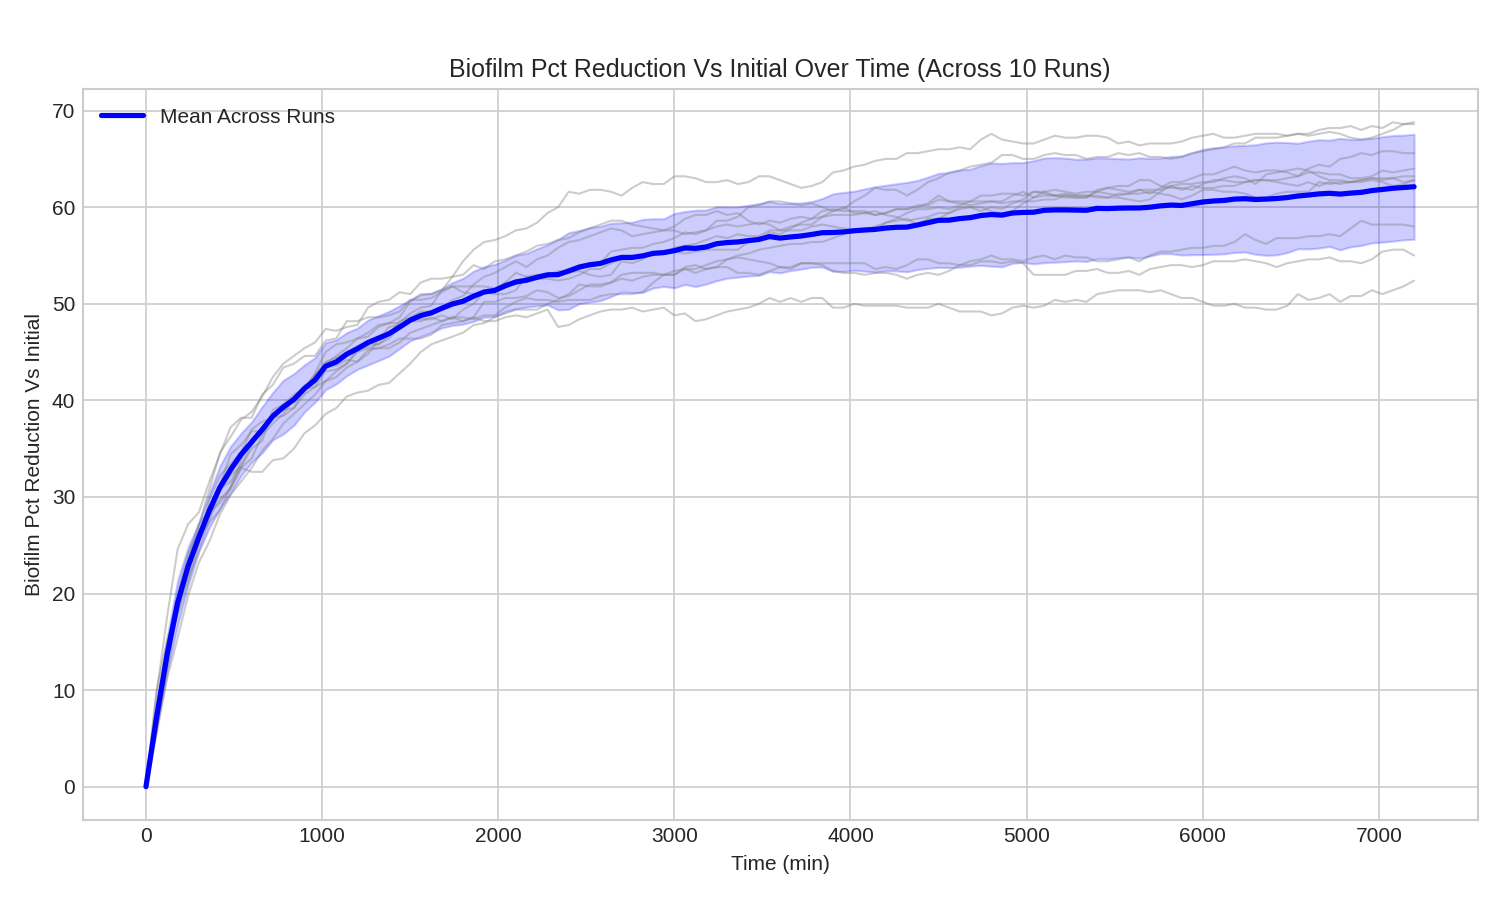 Biofilm Pct Reduction Vs Initial Over Time (Across 10 Runs)
Mean Across Runs
Biofilm Pct Reduction Vs Initial
70
60
50
40
30
20
10
0
0 1000 2000 3000 4000 5000 6000 7000
Time (min)